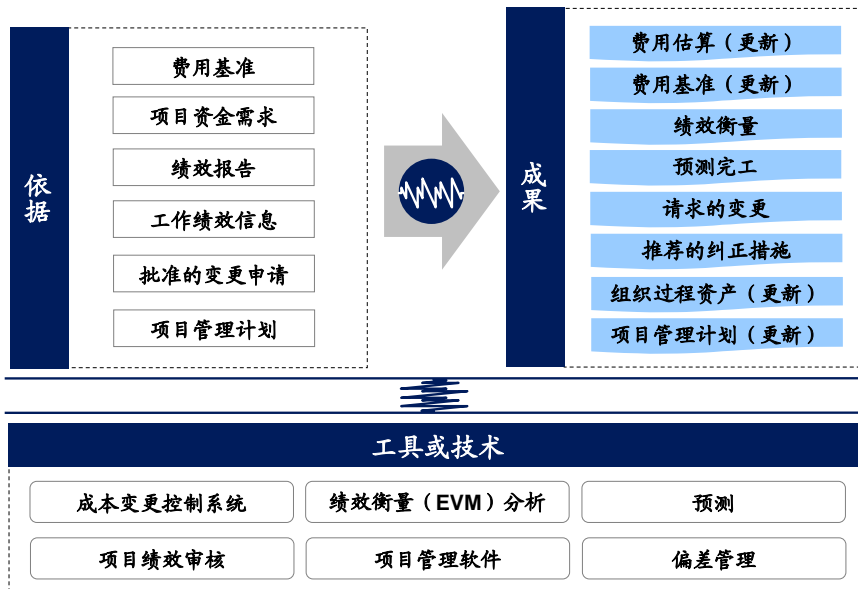 依据
费用基准
项目资金需求
绩效报告
工作绩效信息
批准的变更申请
项目管理计划
成果
费用估算（更新）
费用基准（更新）
绩效衡量
预测完工
请求的变更
推荐的纠正措施
组织过程资产（更新）
项目管理计划（更新）
工具或技术
成本变更控制系统
绩效衡量（EVM）分析
预测
项目绩效审核
项目管理软件
偏差管理